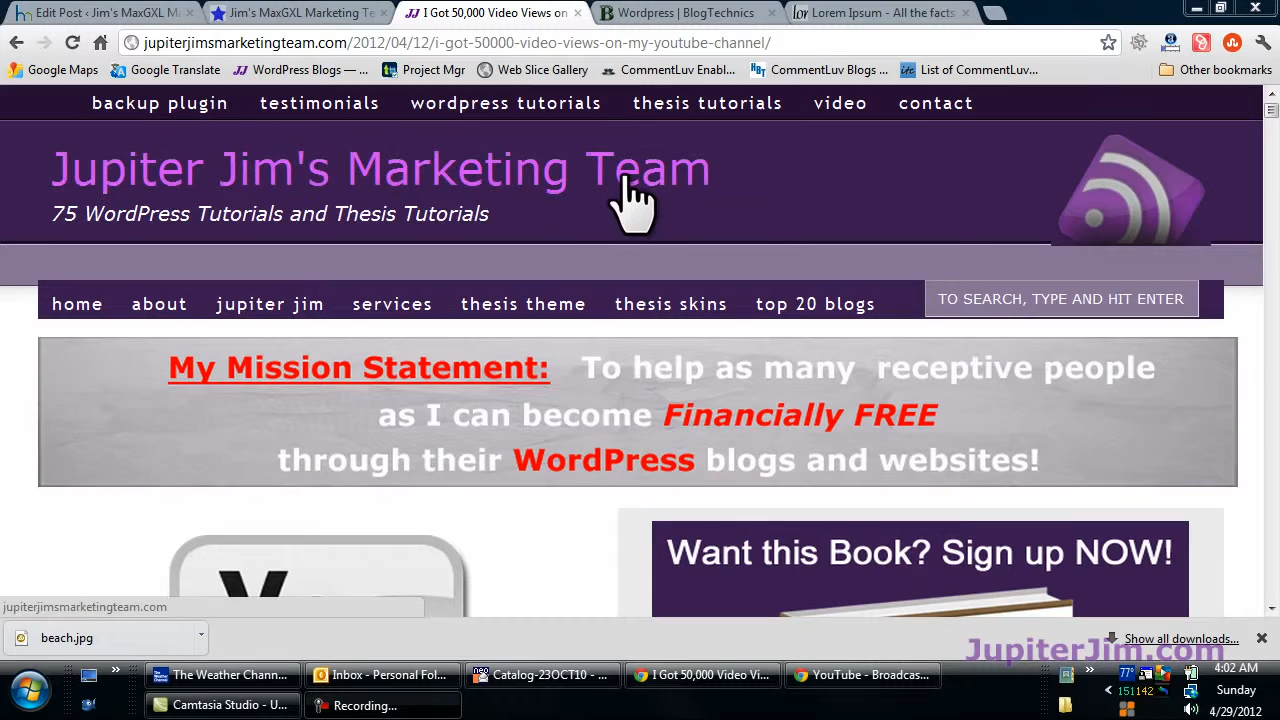 Edit Post ‹ Jim's MaxGXL M
Jim's MaxGXL Marketing Te
I Got 50,000 Video Views on
Wordpress | BlogTechnics
Lorem Ipsum - All the facts
jupiterjimsmarketingteam.com/2012/04/12/i-got-50000-video-views-on-my-youtube-channel/
Google Maps
Google Translate
WordPress Blogs —...
Project Mgr
Web Slice Gallery
CommentLuv Enabl...
CommentLuv Blogs ...
List of CommentLuv...
Other bookmarks
backup plugin testimonials wordpress tutorials thesis tutorials video contact
Jupiter Jim's Marketing Team
75 WordPress Tutorials and Thesis Tutorials
home about jupiter jim services thesis theme thesis skins top 20 blogs
TO SEARCH, TYPE AND HIT ENTER
My Mission Statement: To help as many receptive people
as I can become Financially FREE
through their WordPress blogs and websites!
Want this Book? Sign up NOW!
jupiterjimsmarketingteam.com
beach.jpg
Show all downloads...
JupiterJim.com
The Weather Chann...
Inbox - Personal Fol...
Catalog-23OCT10 - ...
I Got 50,000 Video Vi...
YouTube - Broadcas...
77°
4:02 AM
Camtasia Studio - U...
Recording...
151142
Sunday
4/29/2012